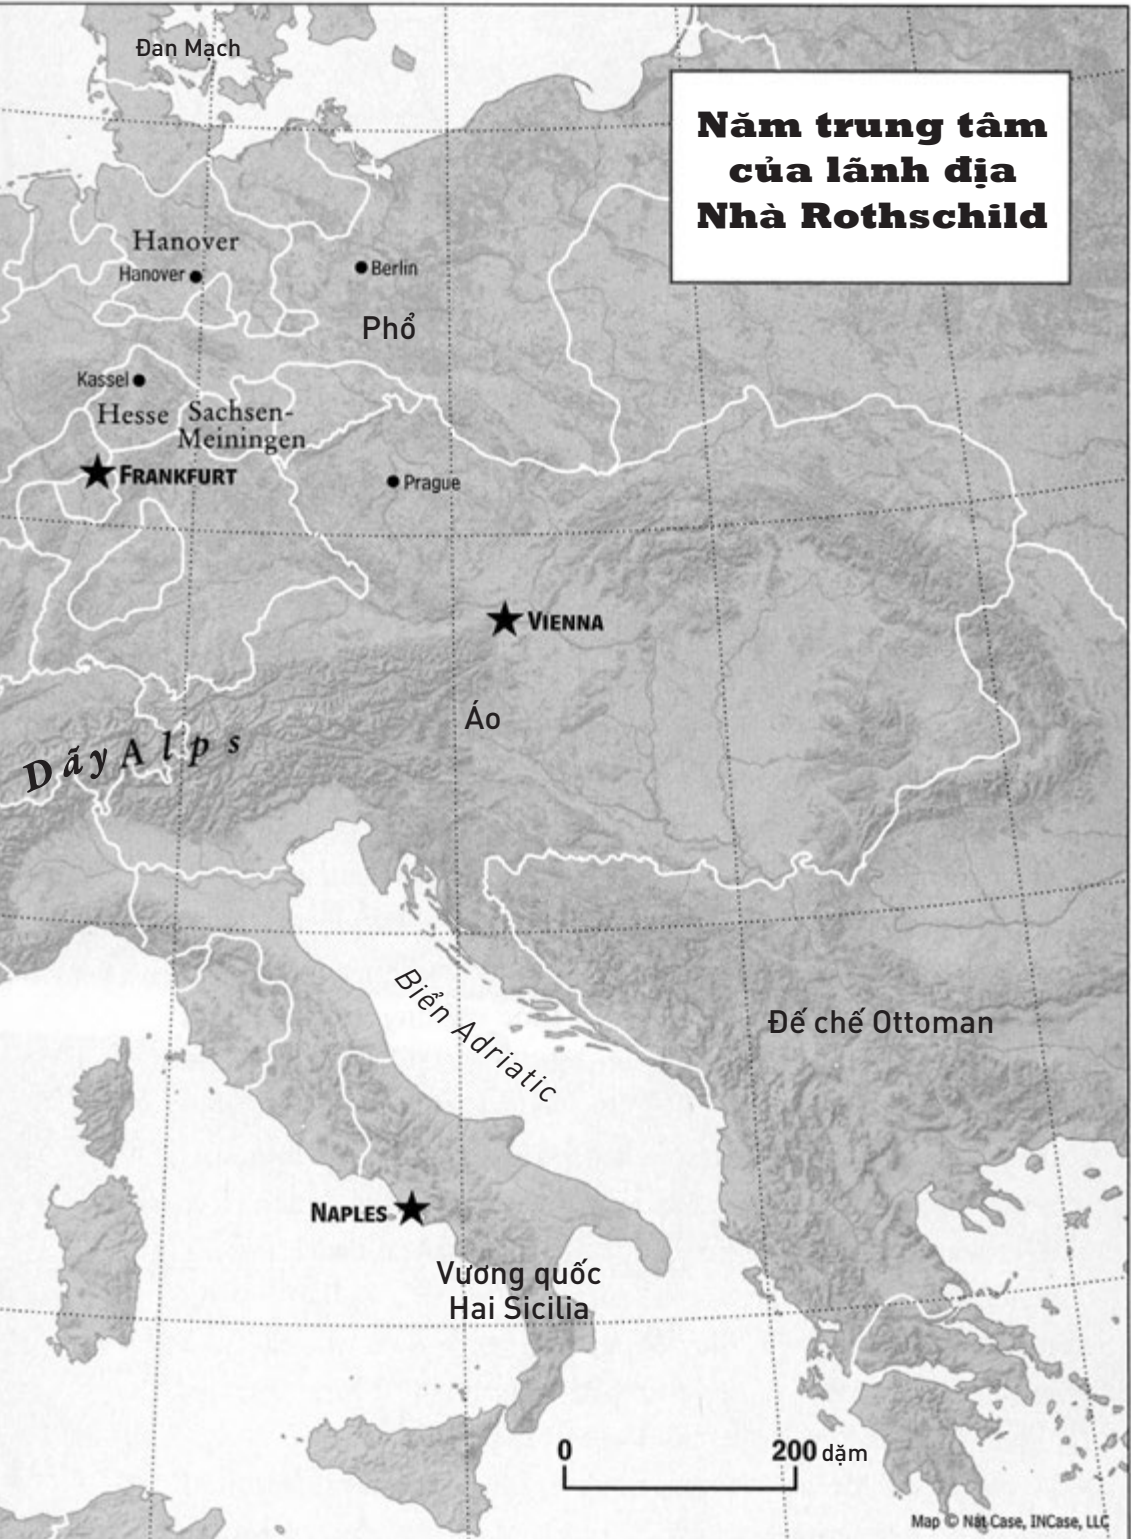 Đan Mạch
Năm trung tâm
của lãnh địa
Nhà Rothschild
Hanover
Hanover
Berlin
Phổ
Kassel
Hesse
Sachsen-
Meiningen
FRANKFURT
Prague
VIENNA
Áo
Dãy Alps
Biển Adriatic
Đế chế Ottoman
NAPLES
Vương quốc
Hai Sicilia
0 200 dặm
Map © Nat Case, INCase, LLC